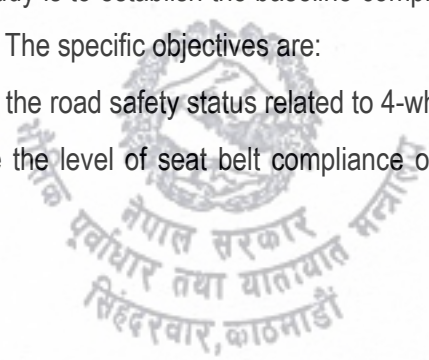 dy is to establish the baseline comp
The specific objectives are:
the road safety status related to 4-wh
the level of seat belt compliance o
नेपाल सरकार
भौतिक पूर्वाधार तथा यातायात मन्त्रालय
सिंहदरवार, काठमाडौं